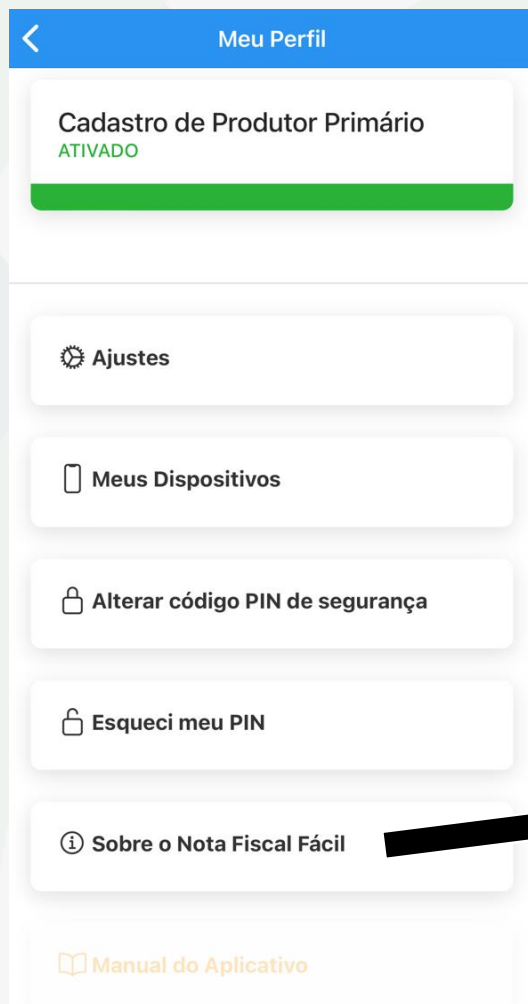 Meu Perfil
Cadastro de Produtor Primário
ATIVADO
Ajustes
Meus Dispositivos
Alterar código PIN de segurança
Esqueci meu PIN
Sobre o Nota Fiscal Fácil
Manual do Aplicativo